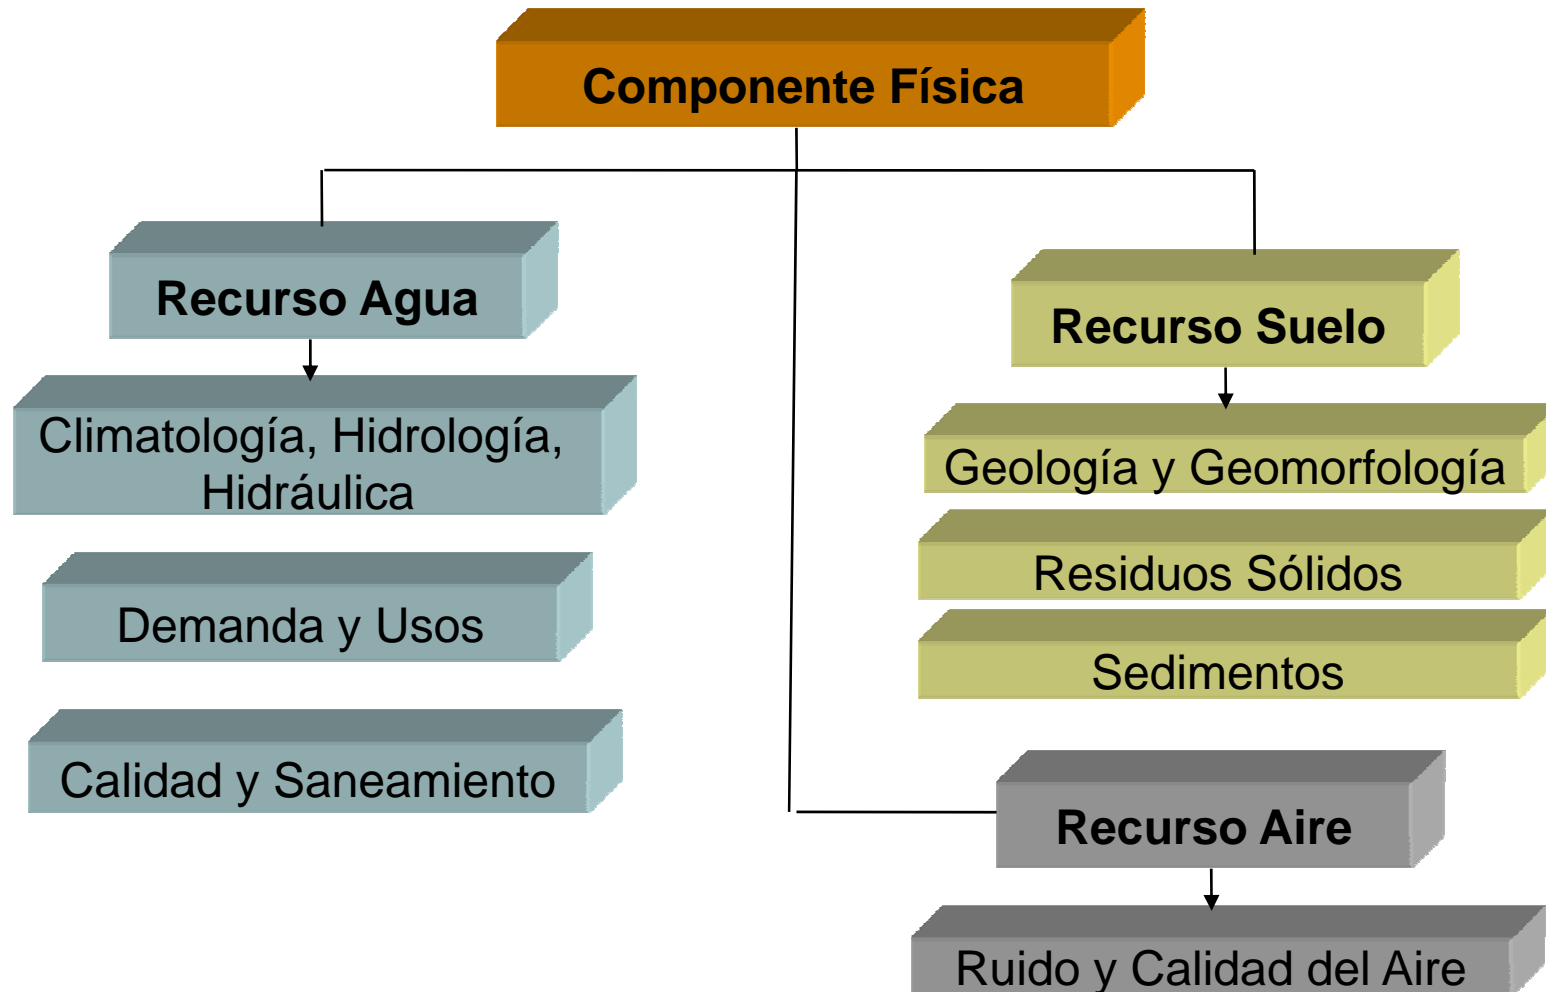 Componente Física
Recurso Agua
Climatología, Hidrología,
Hidráulica
Demanda y Usos
Calidad y Saneamiento
Recurso Suelo
Geología y Geomorfología
Residuos Sólidos
Sedimentos
Recurso Aire
Ruido y Calidad del Aire